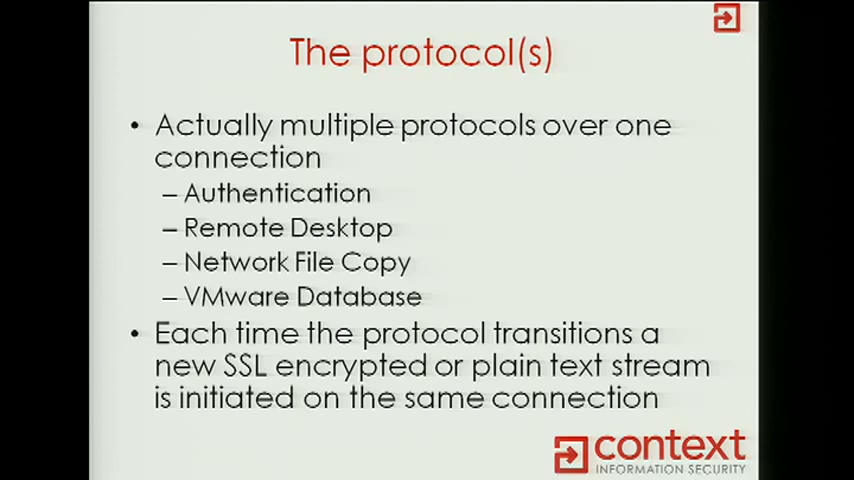 The protocol(s)
• Actually multiple protocols over one
connection
– Authentication
– Remote Desktop
– Network File Copy
– VMware Database
• Each time the protocol transitions a
new SSL encrypted or plain text stream
is initiated on the same connection
context
INFORMATION SECURITY